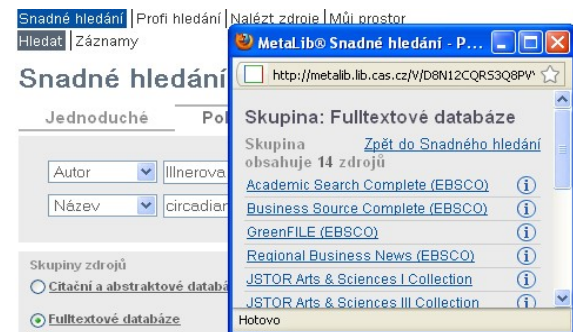 Snadné hledání | Profi hledání | Nalézt zdroje | Můj prostor
Hledat | Záznamy
Snadné hledání
Jednoduché
Autor Illnerova
Název circadian
Skupiny zdrojů
Citační a abstraktové databá
Fulltextové databáze
MetaLib® Snadné hledání - P...
http://metalib.lib.cas.cz/V/
Skupina: Fulltextové databáze
Skupina obsahuje 14 zdrojů
Zpět do Snadného hledání
Academic Search Complete (EBSCO)
Business Source Complete (EBSCO)
GreenFILE (EBSCO)
Regional Business News (EBSCO)
JSTOR Arts & Sciences I Collection
JSTOR Arts & Sciences III Collection
Hotovo